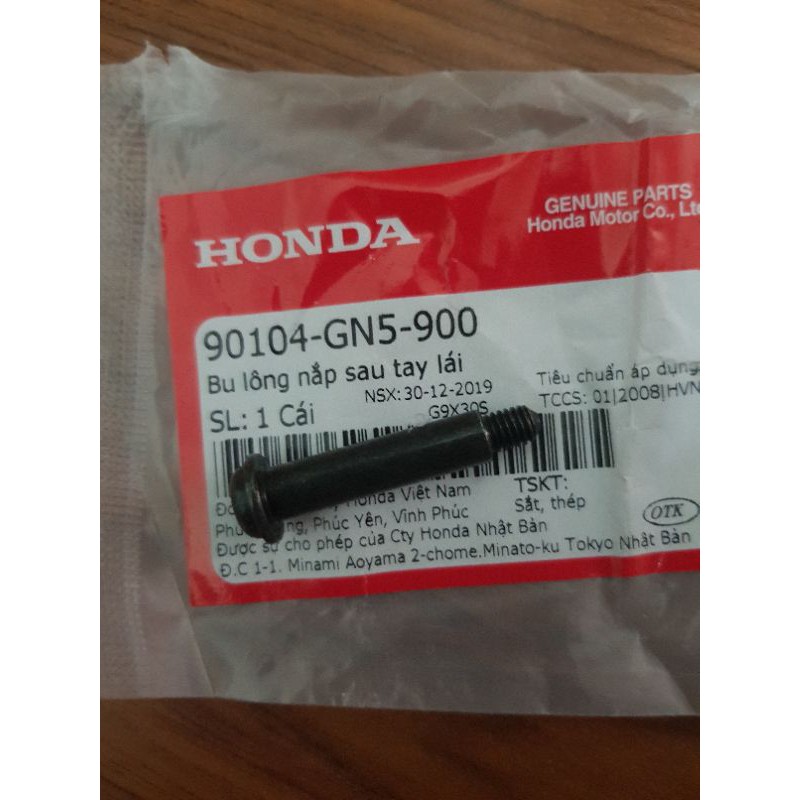 GENUINE PARTS
Honda Motor Co., Lt
HONDA
90104-GN5-900
Bu lông nắp sau tay lái
NSX: 30-12-2019
Tiêu chuẩn áp dụng
SL: 1 Cái
G9X30S
TCCS: 01|2008|HVN
Honda Việt Nam
TSKT:
Phúc Yên, Vĩnh Phúc
Sắt, thép
OTK
Được sự cho phép của Cty Honda Nhật Bản
Đ.C 1-1. Minami Aoyama 2-chome.Minato-ku Tokyo Nhật Bản